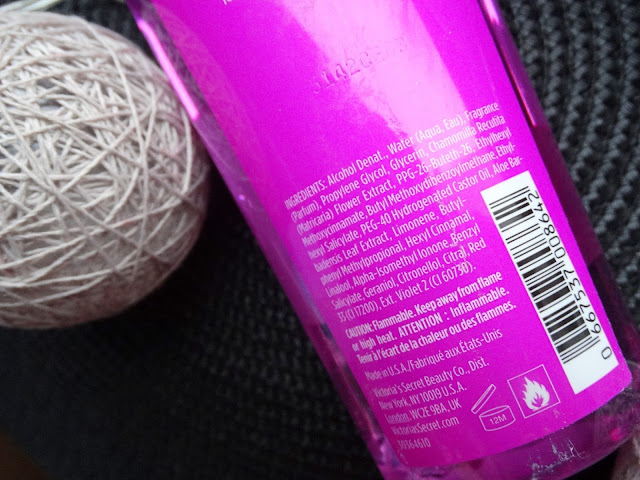 INGREDIENTS: Alcohol Denat., Water (Aqua, Eau), Fragrance
(Parfum), Propylene Glycol, Glycerin, Chamomilla Recutita
(Matricaria) Flower Extract, PPG-26-Buteth-26, Ethylhexyl
Methoxycinnamate, Butyl Methoxydibenzoylmethane, Ethyl-
hexyl Salicylate, PEG-40 Hydrogenated Castor Oil, Aloe Bar-
badensis Leaf Extract, Limonene, Butyl-
phenyl Methylpropional, Hexyl Cinnamal,
Linalool, Alpha-Isomethyl Ionone, Benzyl
Salicylate, Geraniol, Citronellol, Citral, Red
33 (CI 17200), Ext. Violet 2 (CI 60730).
CAUTION: Flammable. Keep away from flame
or high heat. ATTENTION : Inflammable.
Tenir à l'écart de la chaleur ou des flammes.
Made in U.S.A./Fabriqué aux États-Unis
Victoria's Secret Beauty Co., Dist.
New York, NY 10019 U.S.A.
London, WC2E 9BA, UK
VictoriasSecret.com
12M
0 667537 008642